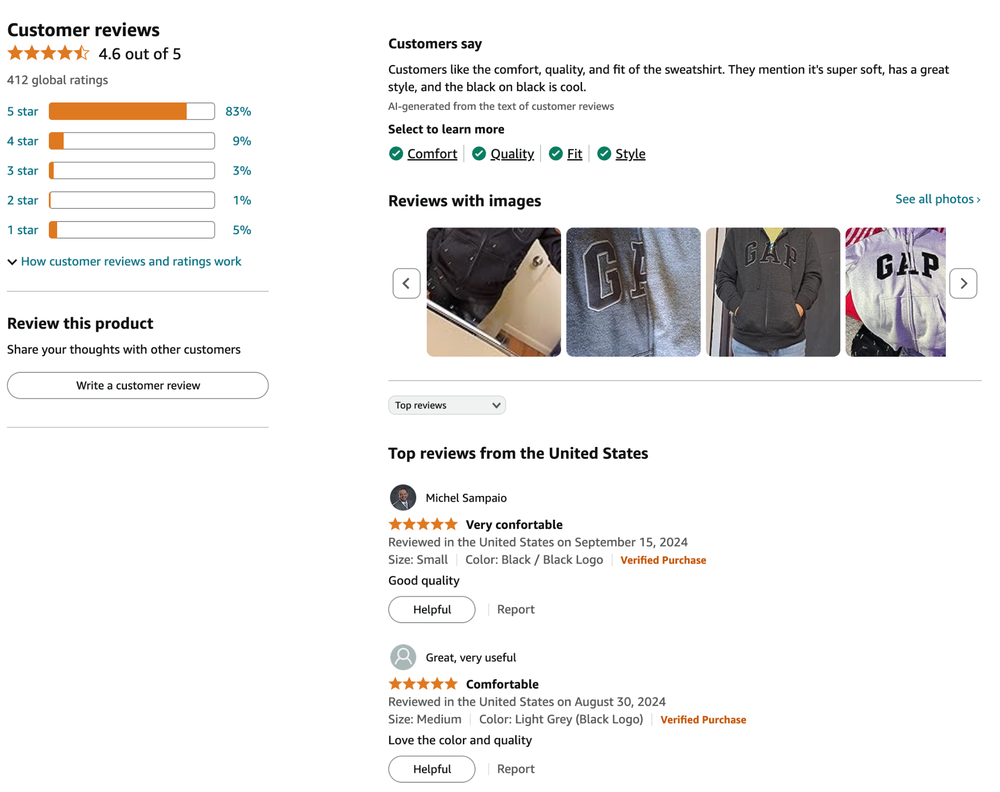 Customer reviews
4.6 out of 5
412 global ratings
5 star 83%
4 star 9%
3 star 3%
2 star 1%
1 star 5%
How customer reviews and ratings work
Review this product
Share your thoughts with other customers
Write a customer review
Customers say
Customers like the comfort, quality, and fit of the sweatshirt. They mention it's super soft, has a great
style, and the black on black is cool.
AI-generated from the text of customer reviews
Select to learn more
Comfort Quality Fit Style
Reviews with images
See all photos ›
GA
GAP
GAP
Top reviews
Top reviews from the United States
Michel Sampaio
Very confortable
Reviewed in the United States on September 15, 2024
Size: Small Color: Black / Black Logo Verified Purchase
Good quality
Helpful Report
Great, very useful
Comfortable
Reviewed in the United States on August 30, 2024
Size: Medium Color: Light Grey (Black Logo) Verified Purchase
Love the color and quality
Helpful Report